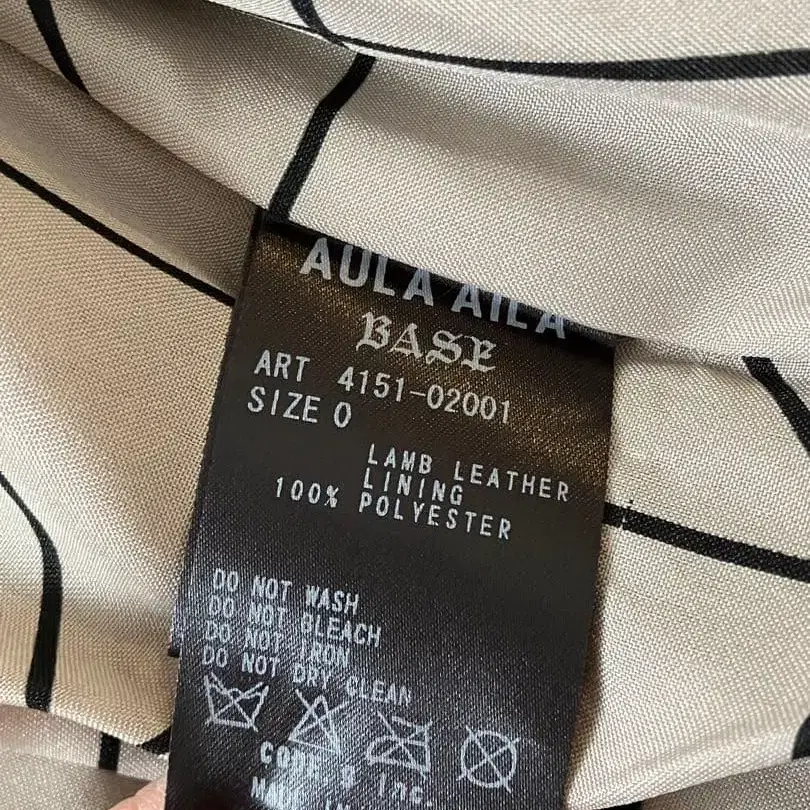 AULA AILA
BASE
ART 4151-02001
SIZE 0
LAMB LEATHER
LINING
100% POLYESTER
DO NOT WASH
DO NOT BLEACH
DO NOT IRON
DO NOT DRY CLEAN
Inc.